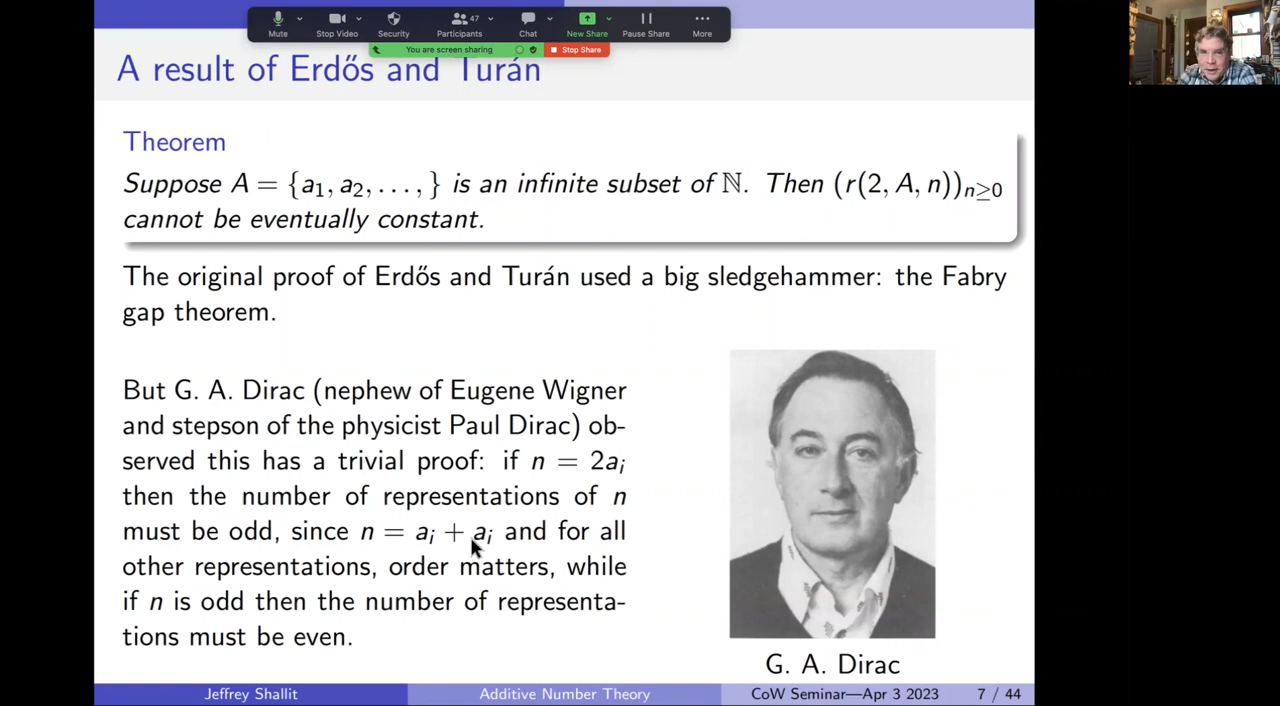 47
Mute
Stop Video
Security
Participants
Chat
New Share
Pause Share
More
You are screen sharing
Stop Share
A result of Erdős and Turán
Theorem
Suppose A = {a₁, a₂, . . . , } is an infinite subset of ℕ. Then (r(2, A, n))ₙ≥₀
cannot be eventually constant.
The original proof of Erdős and Turán used a big sledgehammer: the Fabry
gap theorem.
But G. A. Dirac (nephew of Eugene Wigner
and stepson of the physicist Paul Dirac) ob-
served this has a trivial proof: if n = 2aᵢ
then the number of representations of n
must be odd, since n = aᵢ + aᵢ and for all
other representations, order matters, while
if n is odd then the number of representa-
tions must be even.
G. A. Dirac
Jeffrey Shallit
Additive Number Theory
CoW Seminar—Apr 3 2023
7 / 44